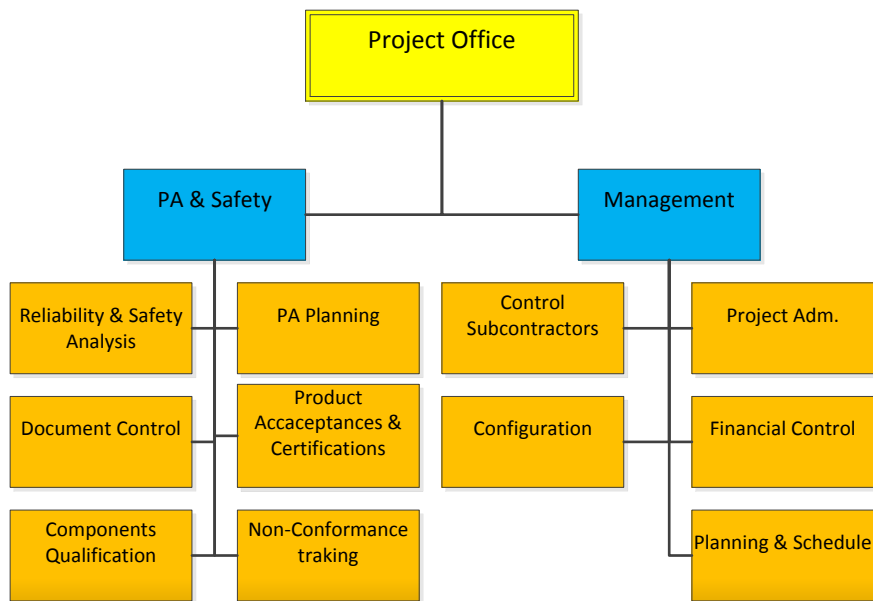 Project Office
PA & Safety
Management
Reliability & Safety
Analysis
PA Planning
Control
Subcontractors
Project Adm.
Document Control
Product
Accaceptances &
Certifications
Configuration
Financial Control
Components
Qualification
Non-Conformance
traking
Planning & Schedule